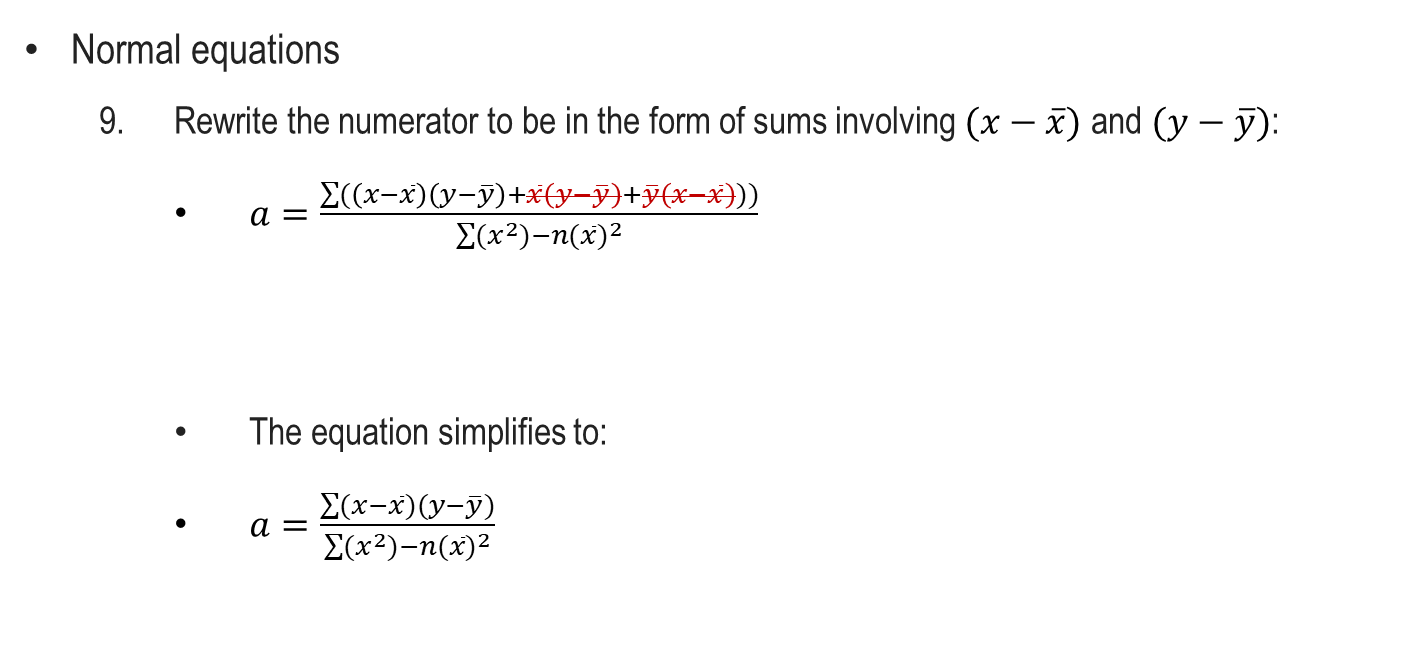 • Normal equations
9. Rewrite the numerator to be in the form of sums involving (x − x̄) and (y − ȳ):
• a = ∑((x−x̄)(y−ȳ)+x̄(y−ȳ)+ȳ(x−x̄)))
∑(x²)−n(x̄)²
• The equation simplifies to:
• a = ∑(x−x̄)(y−ȳ)
∑(x²)−n(x̄)²